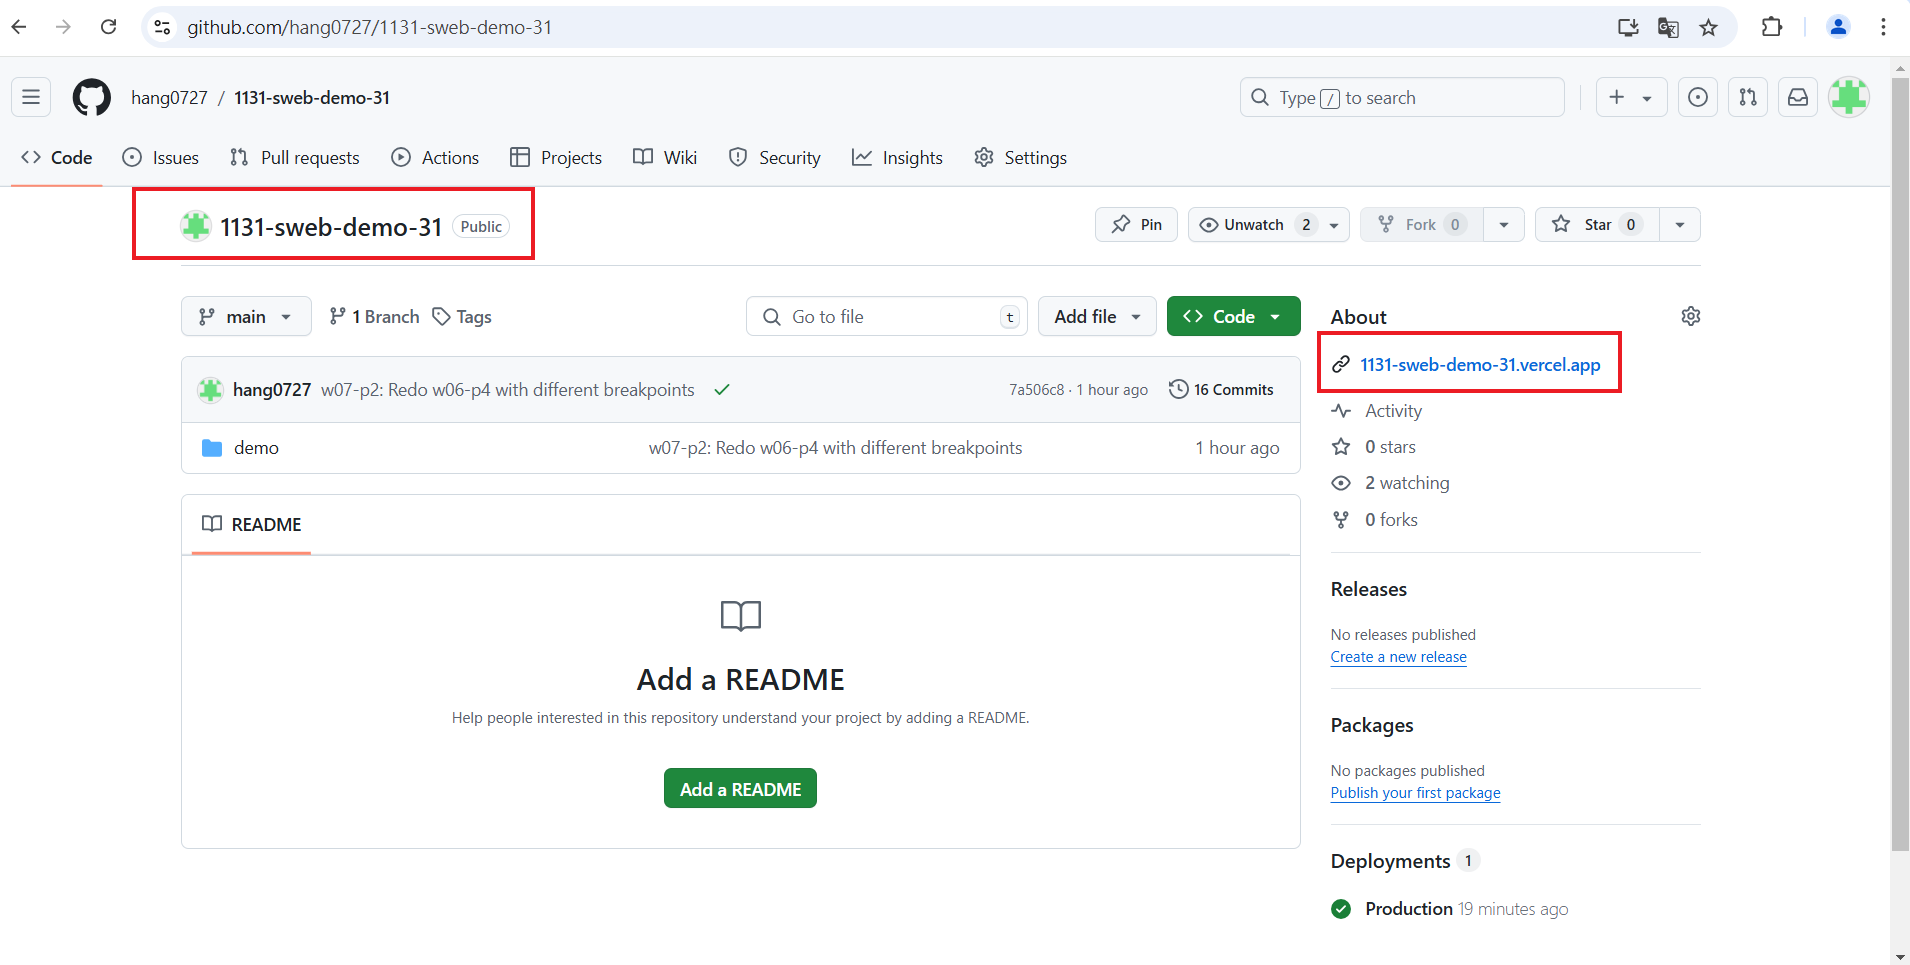 github.com/hang0727/1131-sweb-demo-31
hang0727 / 1131-sweb-demo-31
Type / to search
Code Issues Pull requests Actions Projects Wiki Security Insights Settings
1131-sweb-demo-31 Public
Pin Unwatch 2 Fork 0 Star 0
main 1 Branch Tags Go to file t Add file Code
About
1131-sweb-demo-31.vercel.app
hang0727 w07-p2: Redo w06-p4 with different breakpoints 7a506c8 · 1 hour ago 16 Commits
Activity
demo w07-p2: Redo w06-p4 with different breakpoints 1 hour ago
0 stars
2 watching
0 forks
README
Add a README
Help people interested in this repository understand your project by adding a README.
Add a README
Releases
No releases published
Create a new release
Packages
No packages published
Publish your first package
Deployments 1
Production 19 minutes ago